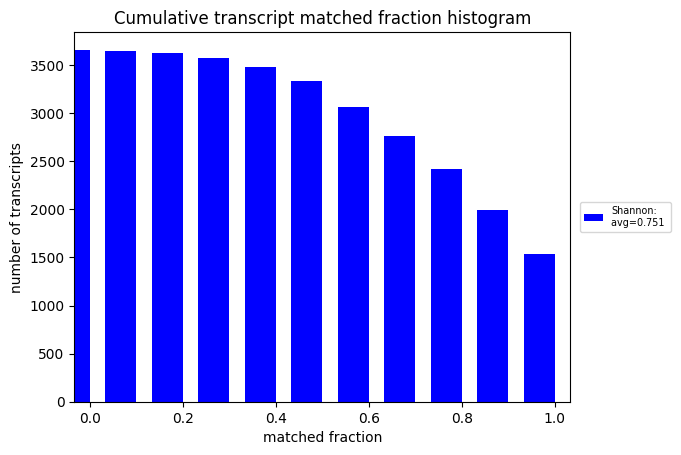 Cumulative transcript matched fraction histogram
number of transcripts
3500
3000
2500
2000
1500
1000
500
0
0.0 0.2 0.4 0.6 0.8 1.0
matched fraction
Shannon:
avg=0.751